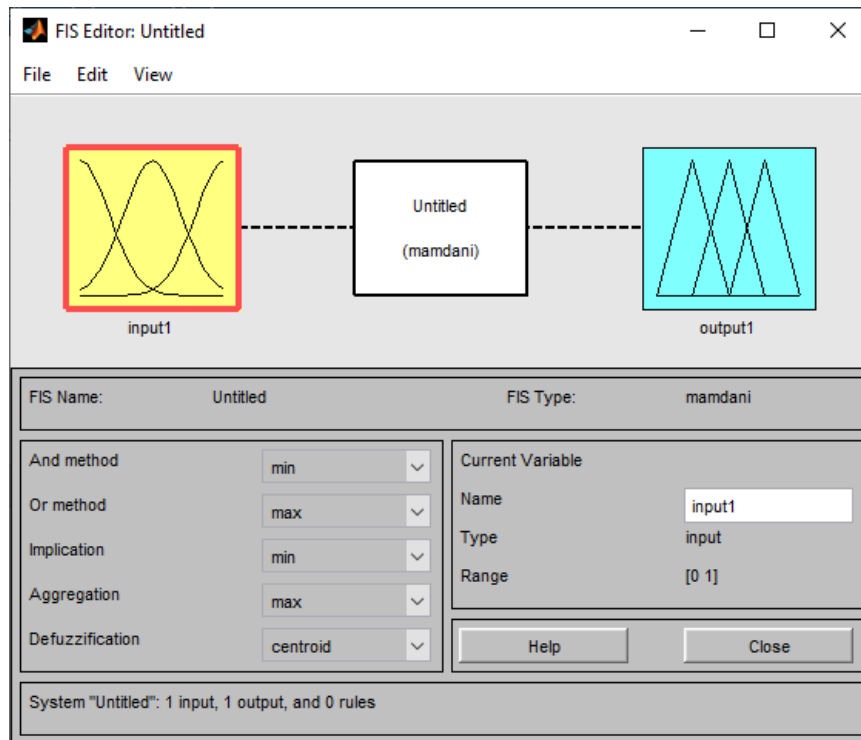 FIS Editor: Untitled
File Edit View
Untitled
(mamdani)
input1
output1
FIS Name: Untitled FIS Type: mamdani
And method min
Or method max
Implication min
Aggregation max
Defuzzification centroid
Current Variable
Name input1
Type input
Range [0 1]
Help Close
System "Untitled": 1 input, 1 output, and 0 rules